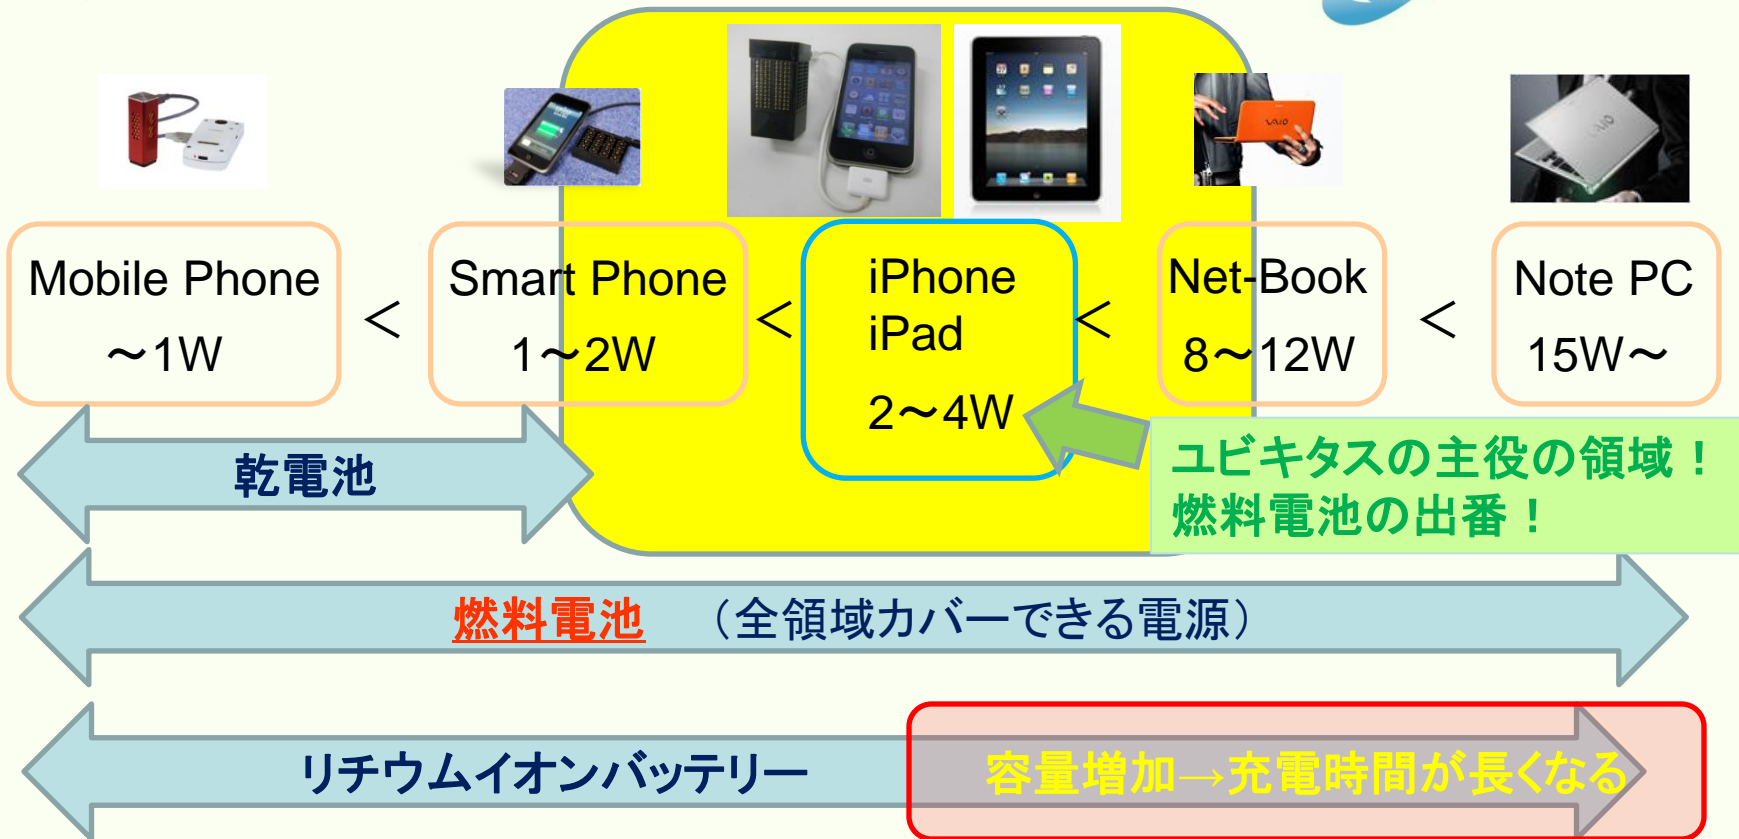 VAIO
VAIO
Mobile Phone
～1W
＜
Smart Phone
1～2W
＜
iPhone
iPad
2～4W
＜
Net-Book
8～12W
＜
Note PC
15W～
ユビキタスの主役の領域！
燃料電池の出番！
乾電池
燃料電池　（全領域カバーできる電源）
リチウムイオンバッテリー
容量増加→充電時間が長くなる